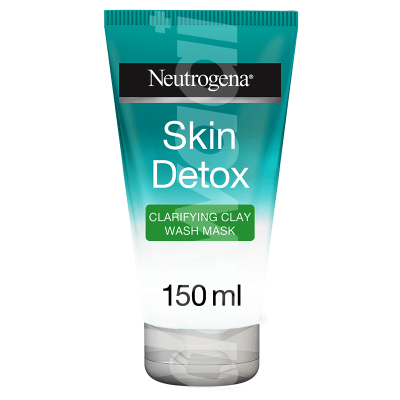 Neutrogena®
Skin
Detox
CLARIFYING CLAY
WASH MASK
150 ml